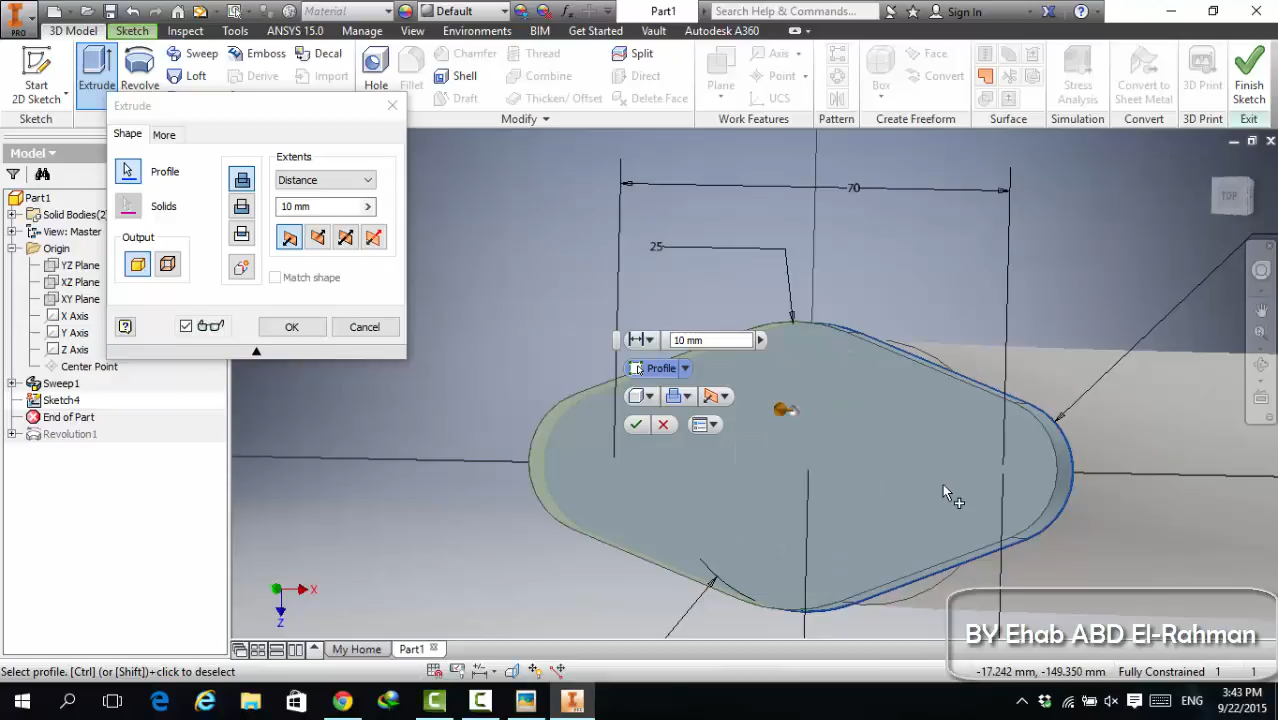 PRO
Material
Default
Part1
Search Help & Commands...
Sign In
3D Model
Sketch
Inspect
Tools
ANSYS 15.0
Manage
View
Environments
BIM
Get Started
Vault
Autodesk A360
Start
2D Sketch
Sketch
Extrude
Revolve
Sweep
Loft
Emboss
Derive
Decal
Import
Hole
Fillet
Chamfer
Shell
Draft
Thread
Combine
Thicken/ Offset
Split
Direct
Delete Face
Modify
Plane
Axis
Point
UCS
Work Features
Pattern
Box
Face
Convert
Create Freeform
Surface
Stress
Analysis
Simulation
Convert to
Sheet Metal
Convert
3D Print
3D Print
Finish
Sketch
Exit
Extrude
Shape
More
Profile
Solids
Output
Extents
Distance
10 mm
Match shape
OK
Cancel
Model
Part1
Solid Bodies(2)
View: Master
Origin
YZ Plane
XZ Plane
XY Plane
X Axis
Y Axis
Z Axis
Center Point
Sweep1
Sketch4
End of Part
Revolution1
70
25
TOP
10 mm
Profile
X
Z
BY Ehab ABD El-Rahman
My Home
Part1
Select profile. [Ctrl] (or [Shift]) to deselect
-17.242 mm, -149.350 mm
Fully Constrained
1
1
ENG
3:43 PM
9/22/2015